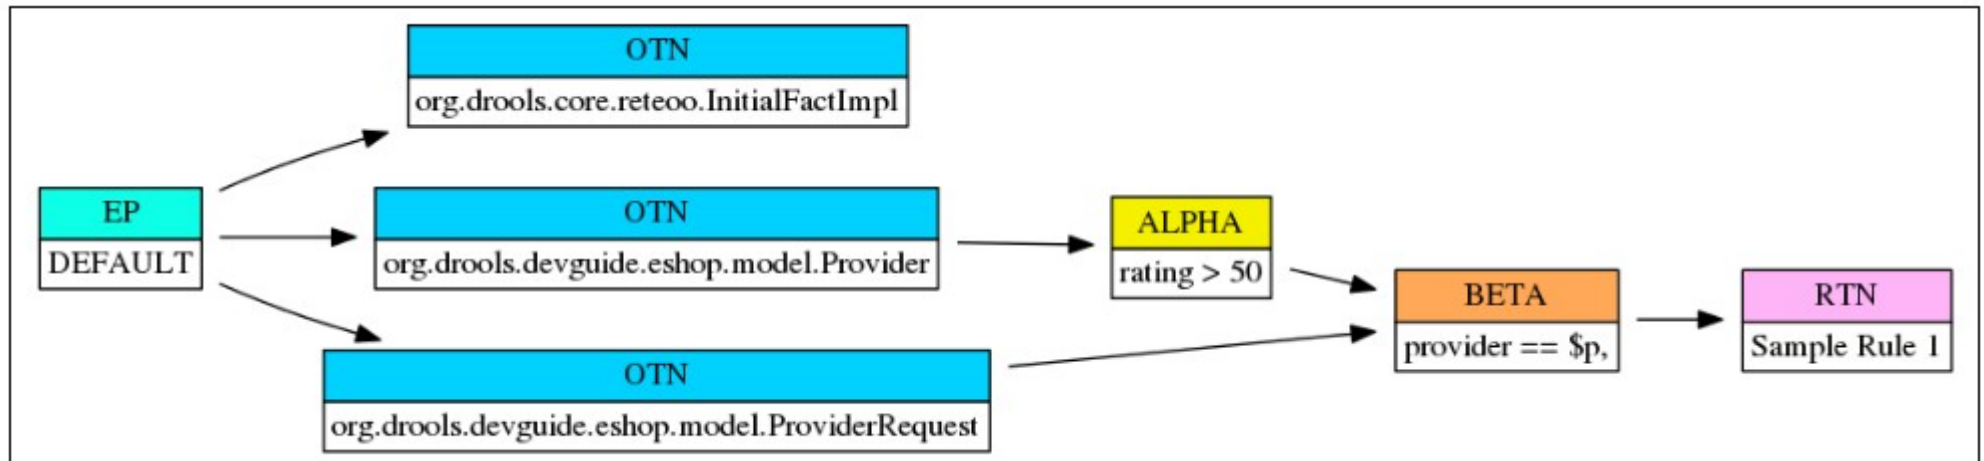 OTN
org.drools.core.reteoo.InitialFactImpl
EP
DEFAULT
OTN
org.drools.devguide.eshop.model.Provider
ALPHA
rating > 50
BETA
provider == $p,
RTN
Sample Rule 1
OTN
org.drools.devguide.eshop.model.ProviderRequest